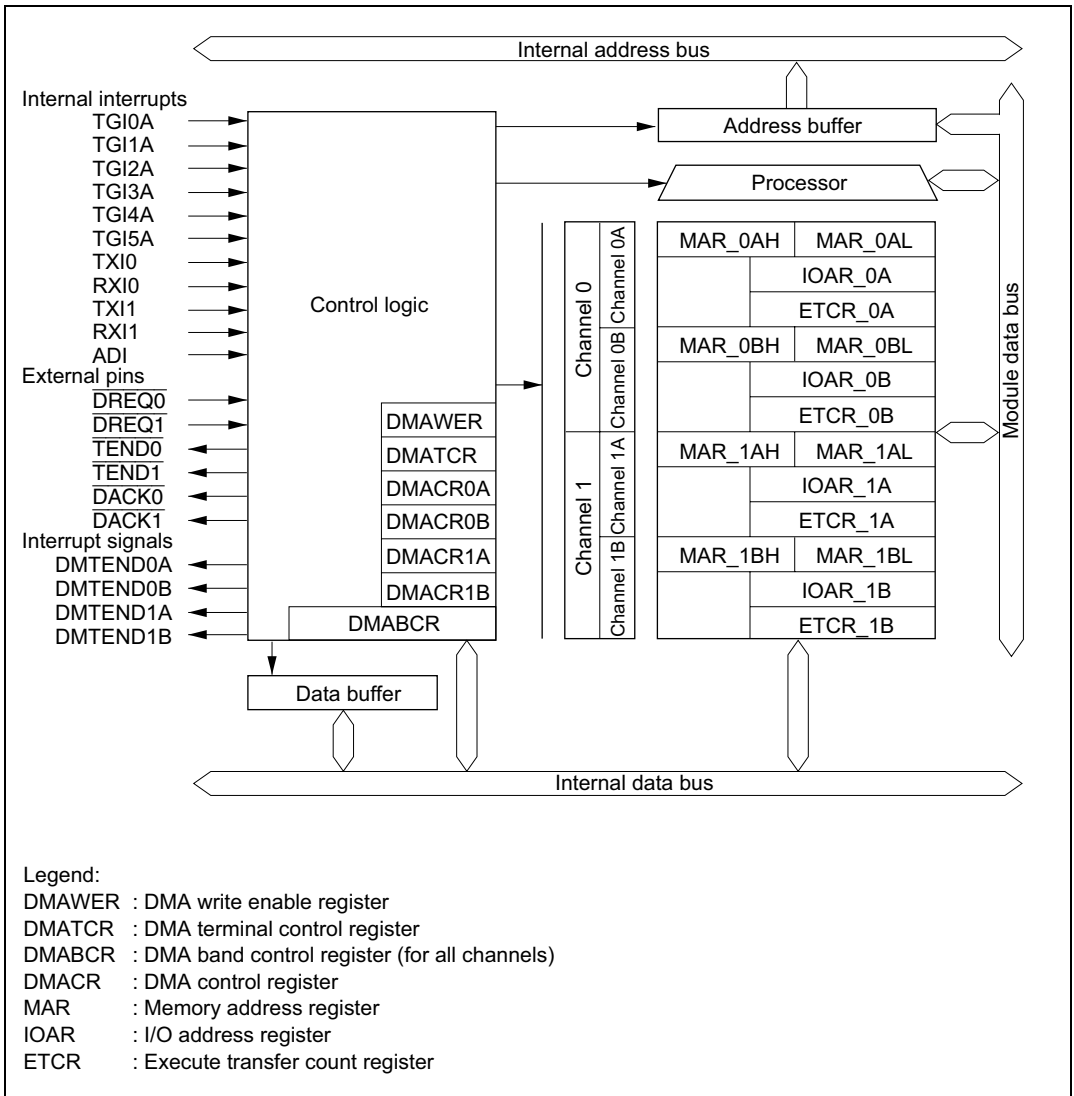 Internal address bus
Internal interrupts
TGI0A
TGI1A
TGI2A
TGI3A
TGI4A
TGI5A
TXI0
RXI0
TXI1
RXI1
ADI
External pins
DREQ0
DREQ1
TEND0
TEND1
DACK0
DACK1
Interrupt signals
DMTEND0A
DMTEND0B
DMTEND1A
DMTEND1B
Control logic
DMAWER
DMATCR
DMACR0A
DMACR0B
DMACR1A
DMACR1B
DMABCR
Data buffer
Address buffer
Processor
Channel 0
Channel 0A
Channel 0B
Channel 1
Channel 1A
Channel 1B
MAR_0AH MAR_0AL
IOAR_0A
ETCR_0A
MAR_0BH MAR_0BL
IOAR_0B
ETCR_0B
MAR_1AH MAR_1AL
IOAR_1A
ETCR_1A
MAR_1BH MAR_1BL
IOAR_1B
ETCR_1B
Module data bus
Internal data bus
Legend:
DMAWER : DMA write enable register
DMATCR : DMA terminal control register
DMABCR : DMA band control register (for all channels)
DMACR : DMA control register
MAR : Memory address register
IOAR : I/O address register
ETCR : Execute transfer count register